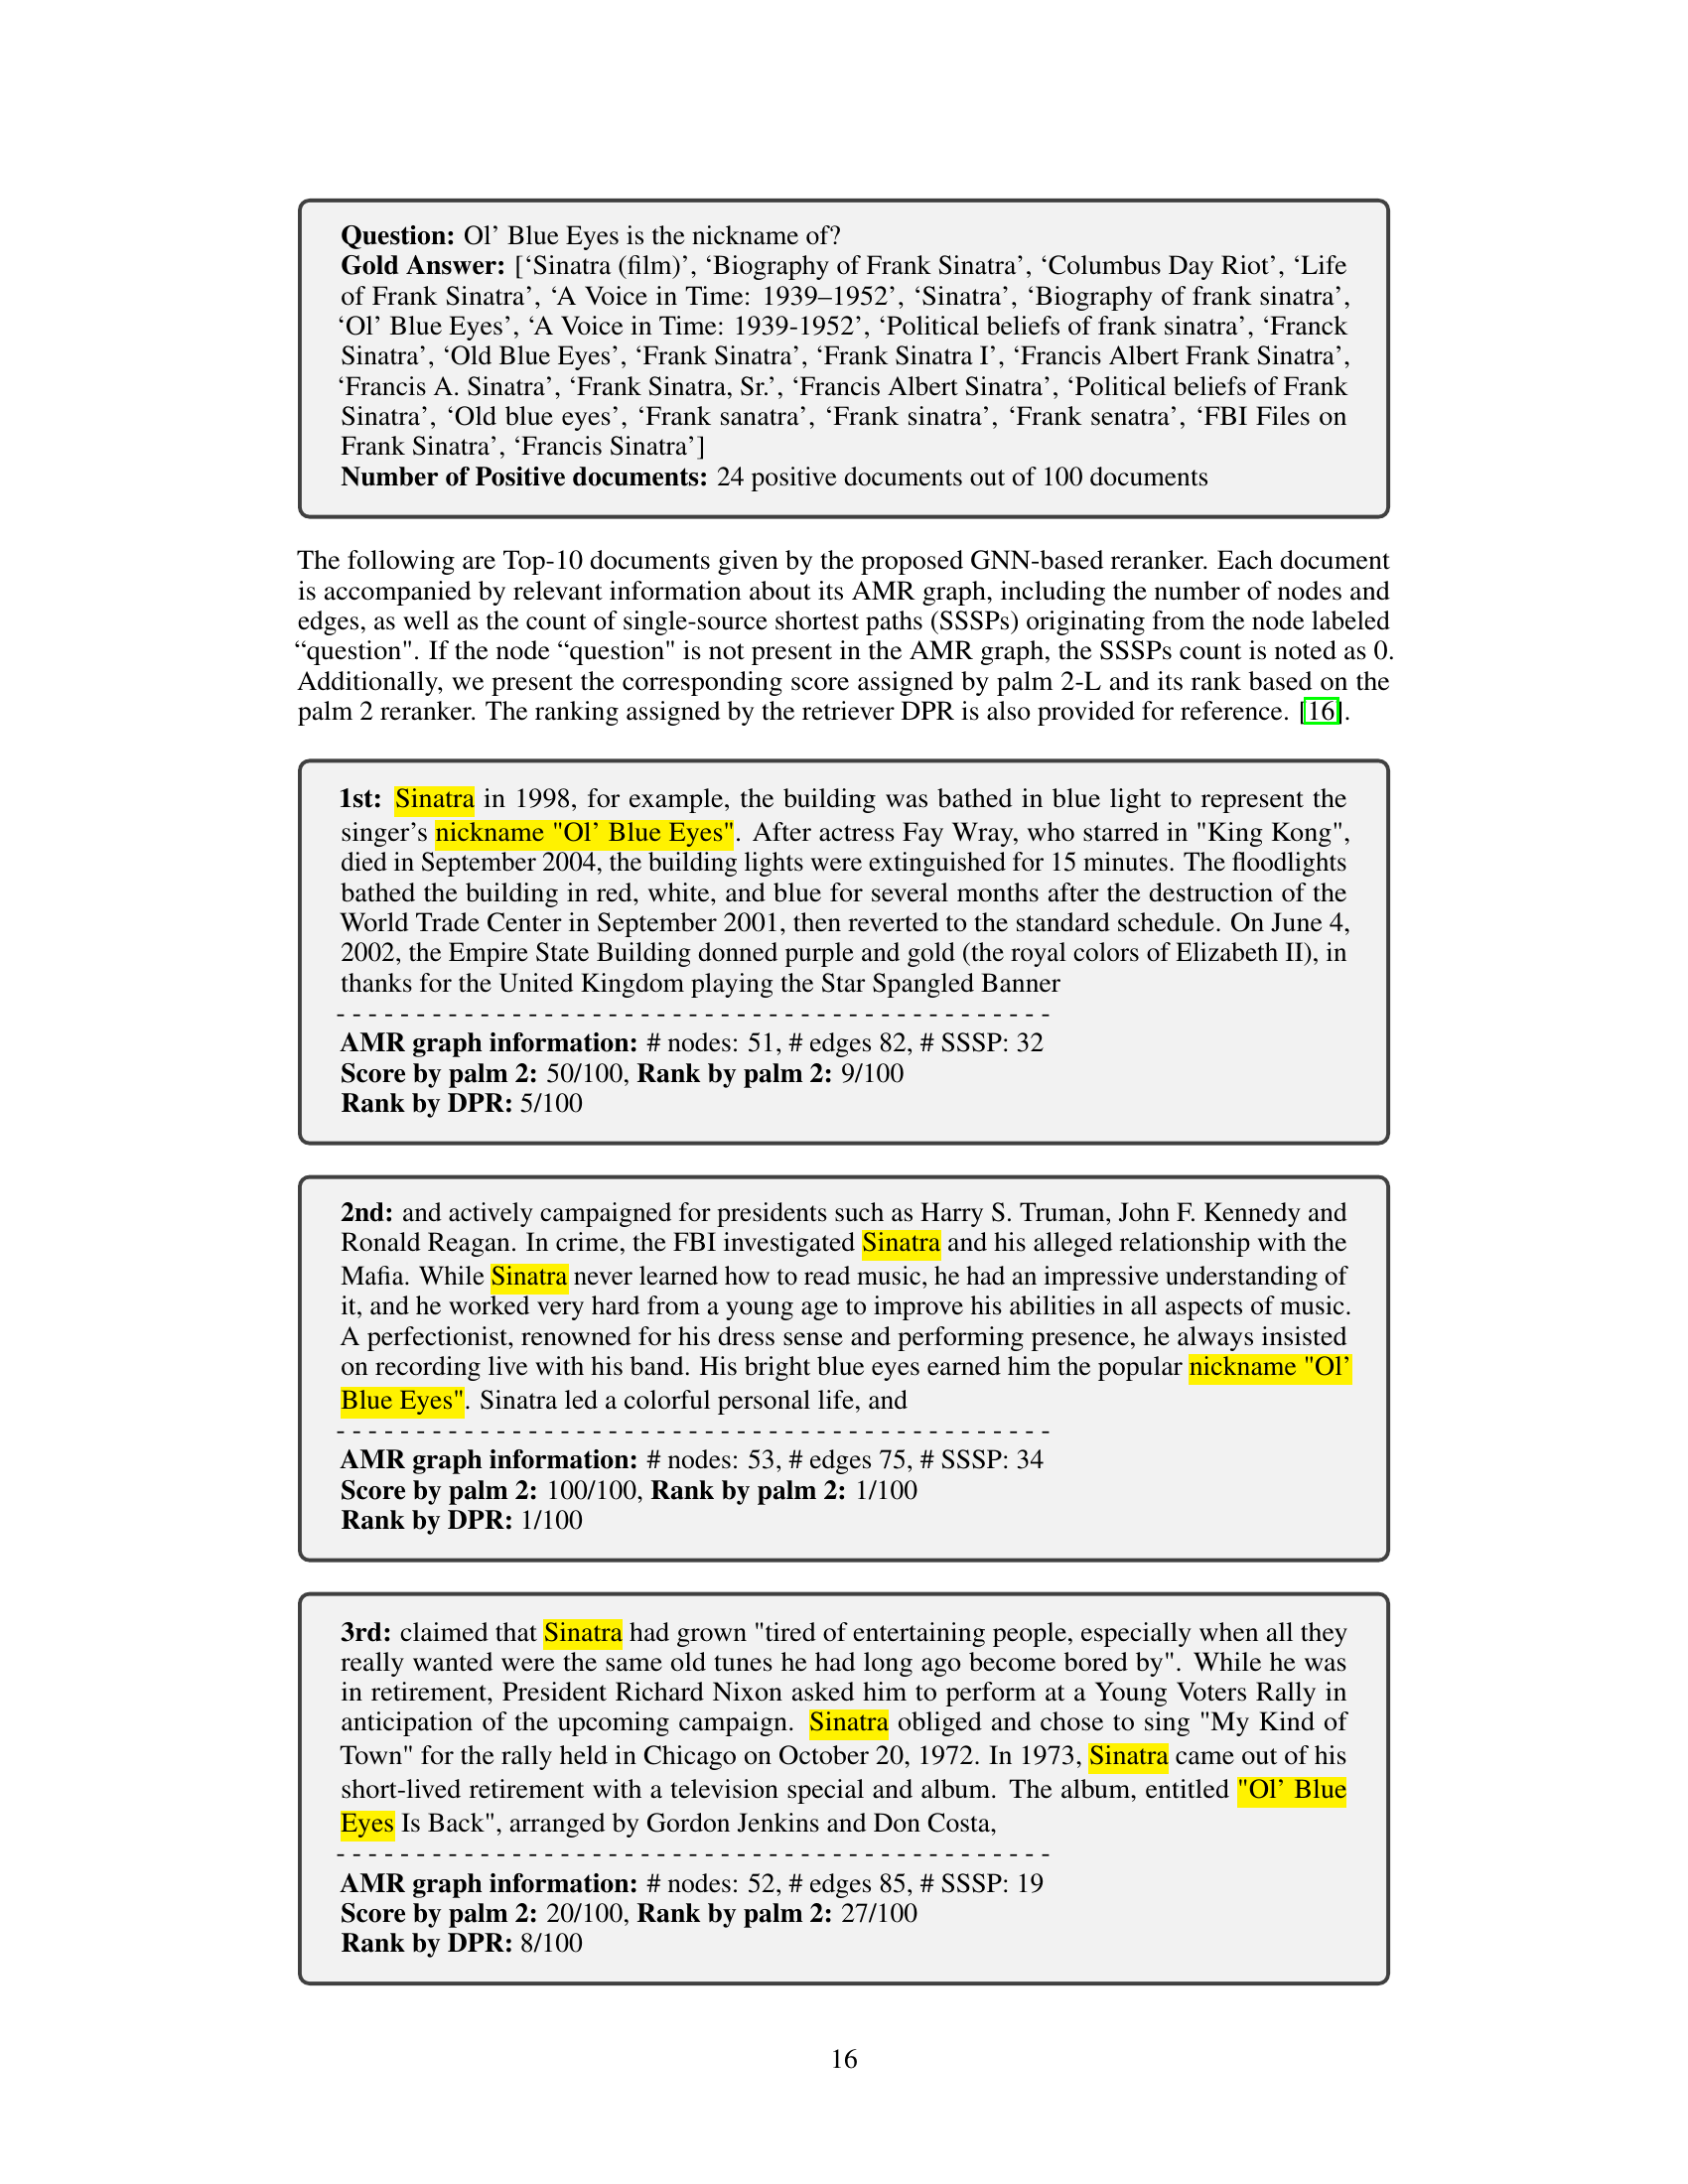 Question: Ol’ Blue Eyes is the nickname of?
Gold Answer: [‘Sinatra (film)’, ‘Biography of Frank Sinatra’, ‘Columbus Day Riot’, ‘Life
of Frank Sinatra’, ‘A Voice in Time: 1939–1952’, ‘Sinatra’, ‘Biography of frank sinatra’,
‘Ol’ Blue Eyes’, ‘A Voice in Time: 1939-1952’, ‘Political beliefs of frank sinatra’, ‘Franck
Sinatra’, ‘Old Blue Eyes’, ‘Frank Sinatra’, ‘Frank Sinatra I’, ‘Francis Albert Frank Sinatra’,
‘Francis A. Sinatra’, ‘Frank Sinatra, Sr.’, ‘Francis Albert Sinatra’, ‘Political beliefs of Frank
Sinatra’, ‘Old blue eyes’, ‘Frank sanatra’, ‘Frank sinatra’, ‘Frank senatra’, ‘FBI Files on
Frank Sinatra’, ‘Francis Sinatra’]
Number of Positive documents: 24 positive documents out of 100 documents
The following are Top-10 documents given by the proposed GNN-based reranker. Each document
is accompanied by relevant information about its AMR graph, including the number of nodes and
edges, as well as the count of single-source shortest paths (SSSPs) originating from the node labeled
“question". If the node “question" is not present in the AMR graph, the SSSPs count is noted as 0.
Additionally, we present the corresponding score assigned by palm 2-L and its rank based on the
palm 2 reranker. The ranking assigned by the retriever DPR is also provided for reference. [16].
1st: Sinatra in 1998, for example, the building was bathed in blue light to represent the
singer’s nickname "Ol’ Blue Eyes". After actress Fay Wray, who starred in "King Kong",
died in September 2004, the building lights were extinguished for 15 minutes. The floodlights
bathed the building in red, white, and blue for several months after the destruction of the
World Trade Center in September 2001, then reverted to the standard schedule. On June 4,
2002, the Empire State Building donned purple and gold (the royal colors of Elizabeth II), in
thanks for the United Kingdom playing the Star Spangled Banner
AMR graph information: # nodes: 51, # edges 82, # SSSP: 32
Score by palm 2: 50/100, Rank by palm 2: 9/100
Rank by DPR: 5/100
2nd: and actively campaigned for presidents such as Harry S. Truman, John F. Kennedy and
Ronald Reagan. In crime, the FBI investigated Sinatra and his alleged relationship with the
Mafia. While Sinatra never learned how to read music, he had an impressive understanding of
it, and he worked very hard from a young age to improve his abilities in all aspects of music.
A perfectionist, renowned for his dress sense and performing presence, he always insisted
on recording live with his band. His bright blue eyes earned him the popular nickname "Ol’
Blue Eyes". Sinatra led a colorful personal life, and
AMR graph information: # nodes: 53, # edges 75, # SSSP: 34
Score by palm 2: 100/100, Rank by palm 2: 1/100
Rank by DPR: 1/100
3rd: claimed that Sinatra had grown "tired of entertaining people, especially when all they
really wanted were the same old tunes he had long ago become bored by". While he was
in retirement, President Richard Nixon asked him to perform at a Young Voters Rally in
anticipation of the upcoming campaign. Sinatra obliged and chose to sing "My Kind of
Town" for the rally held in Chicago on October 20, 1972. In 1973, Sinatra came out of his
short-lived retirement with a television special and album. The album, entitled "Ol’ Blue
Eyes Is Back", arranged by Gordon Jenkins and Don Costa,
AMR graph information: # nodes: 52, # edges 85, # SSSP: 19
Score by palm 2: 20/100, Rank by palm 2: 27/100
Rank by DPR: 8/100
16